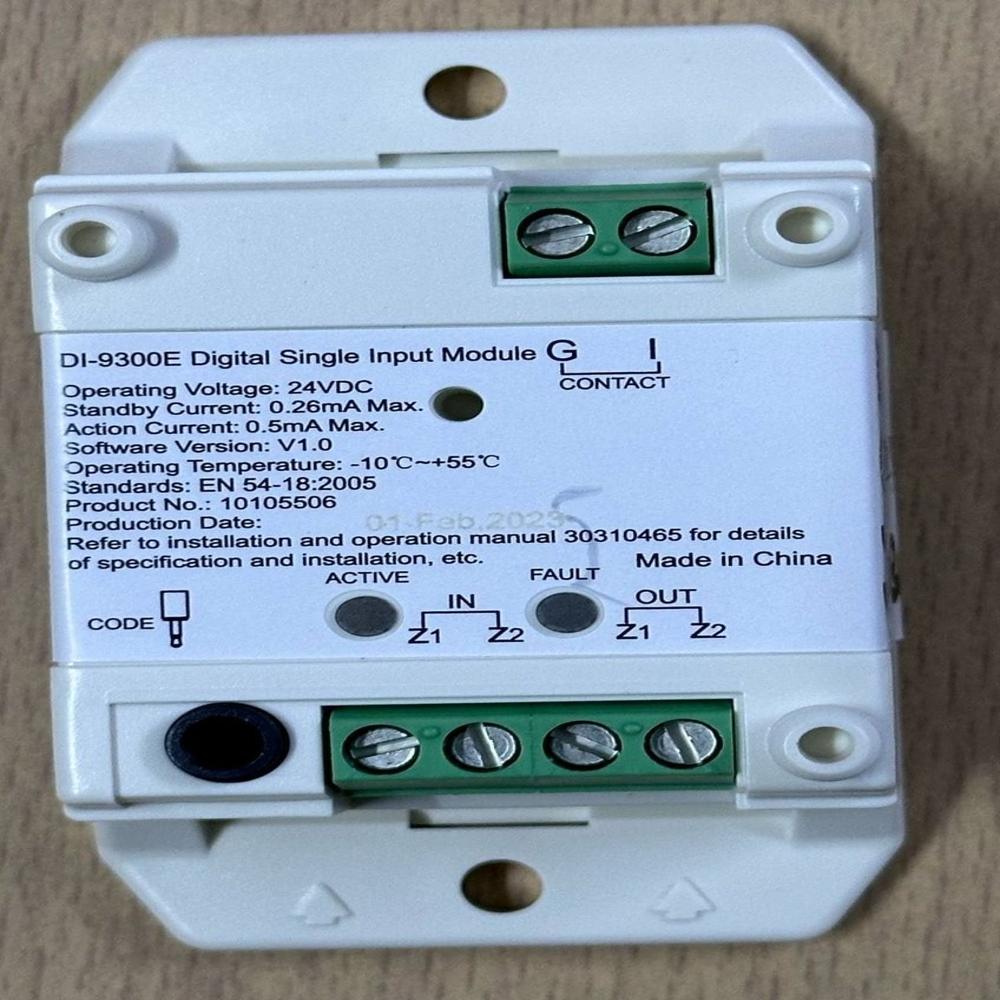 DI-9300E Digital Single Input Module G I
CONTACT
Operating Voltage: 24VDC
Standby Current: 0.26mA Max.
Action Current: 0.5mA Max.
Software Version: V1.0
Operating Temperature: -10℃~+55℃
Standards: EN 54-18:2005
Product No.: 10105506
Production Date: 01-Feb,2023
Refer to installation and operation manual 30310465 for details
of specification and installation, etc. Made in China
ACTIVE FAULT
CODE IN OUT
Z1 Z2 Z1 Z2